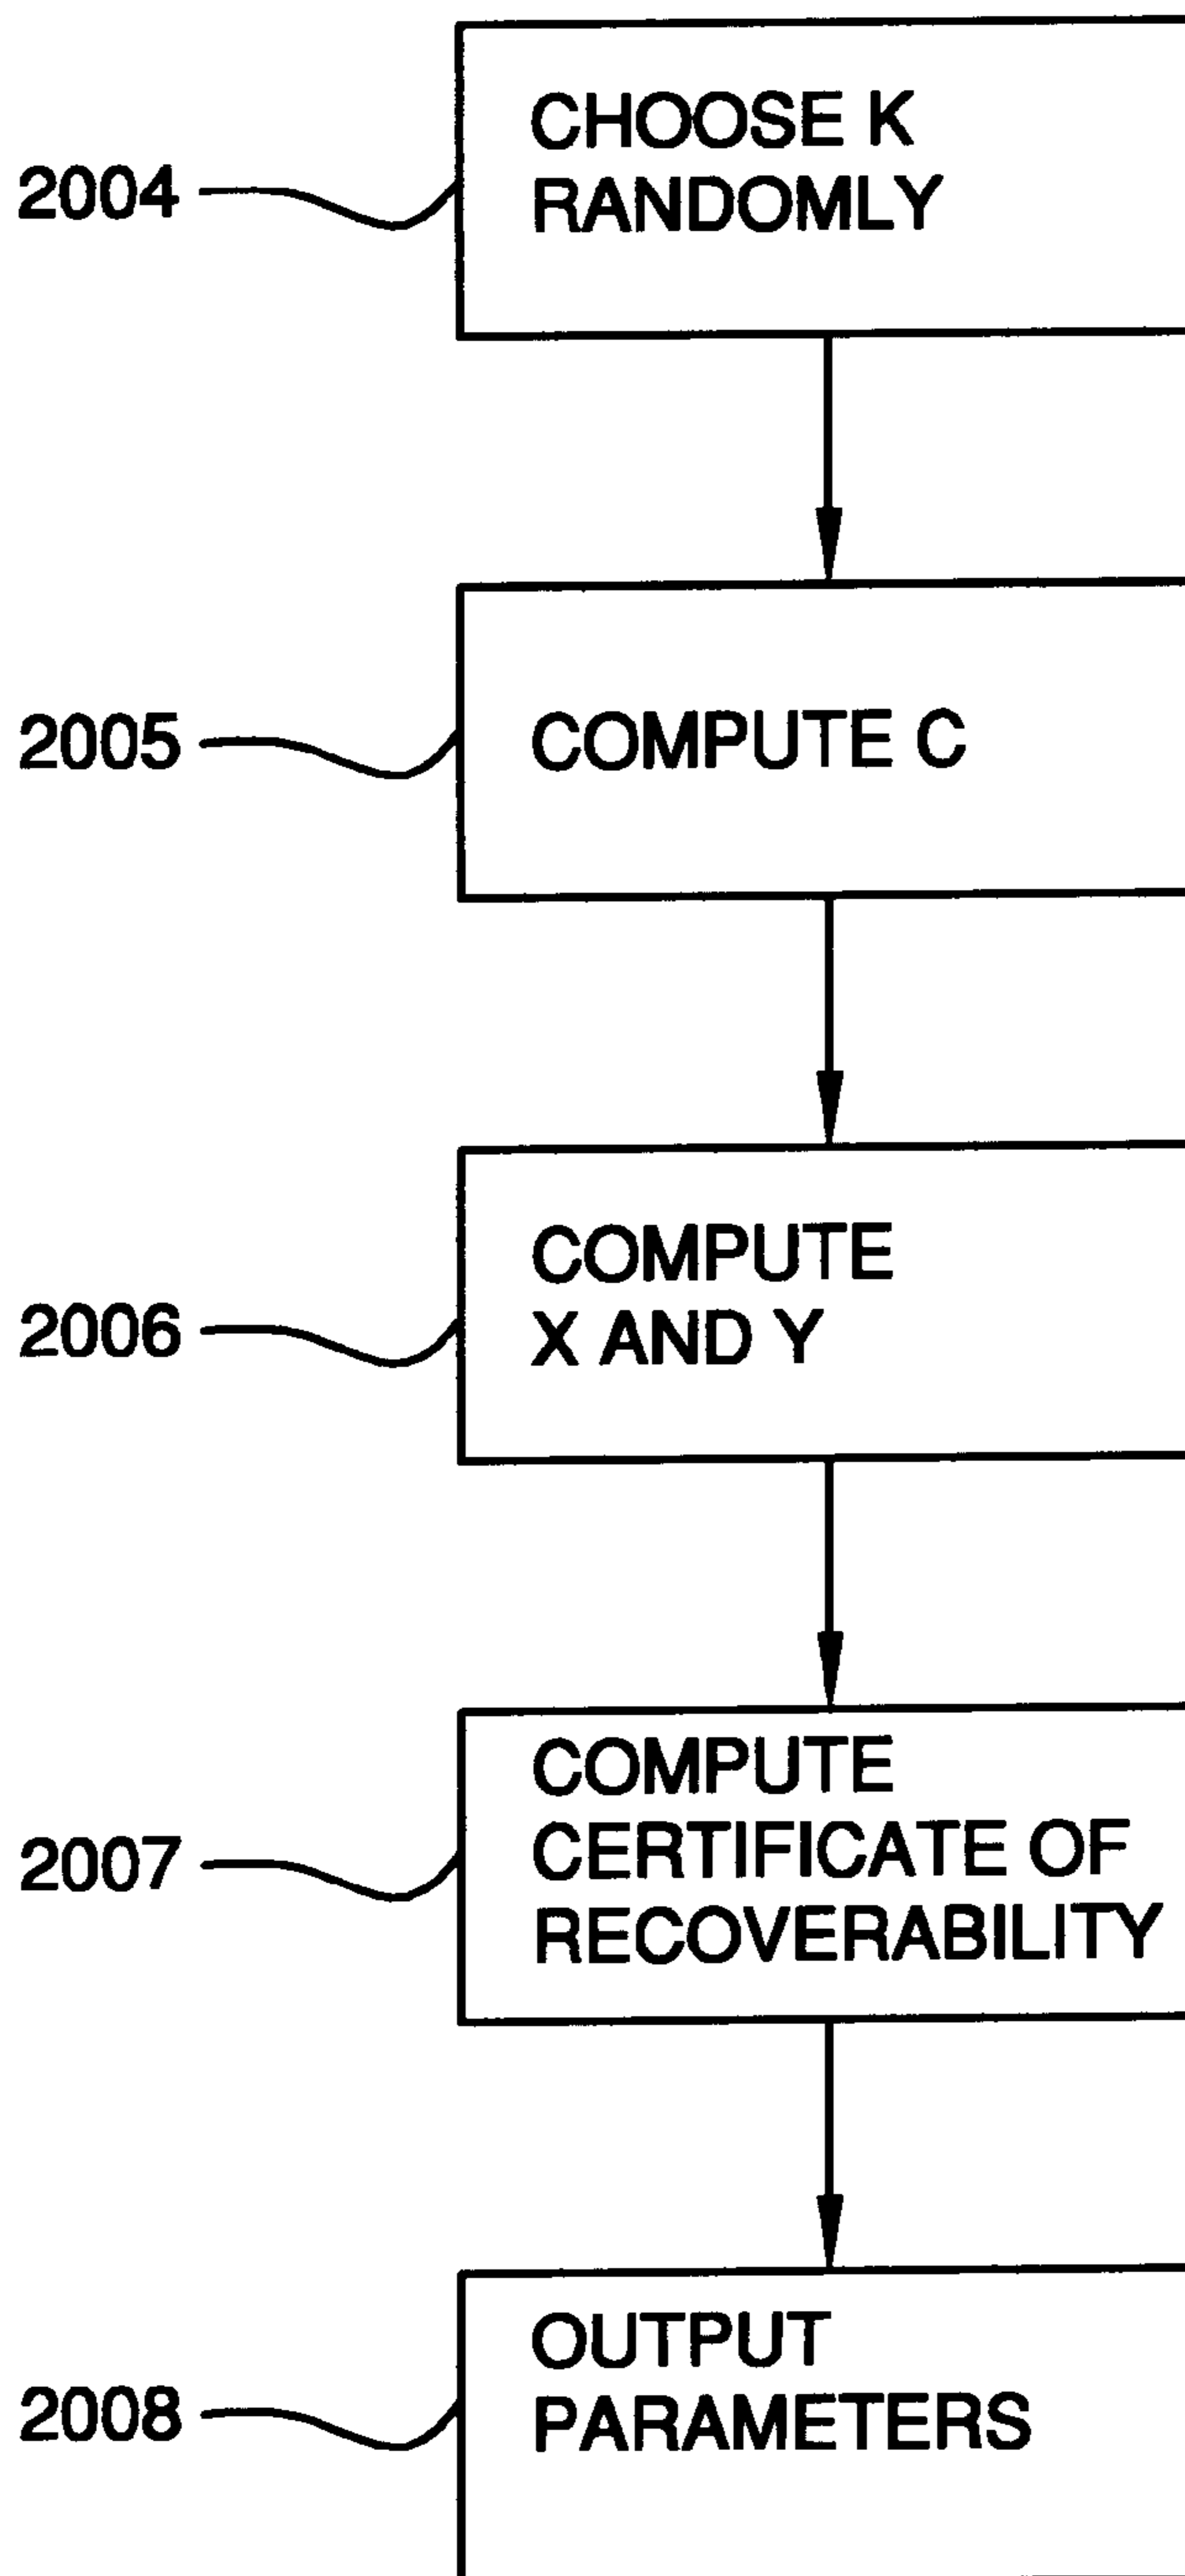 2004
CHOOSE K
RANDOMLY
2005
COMPUTE C
2006
COMPUTE
X AND Y
2007
COMPUTE
CERTIFICATE OF
RECOVERABILITY
2008
OUTPUT
PARAMETERS